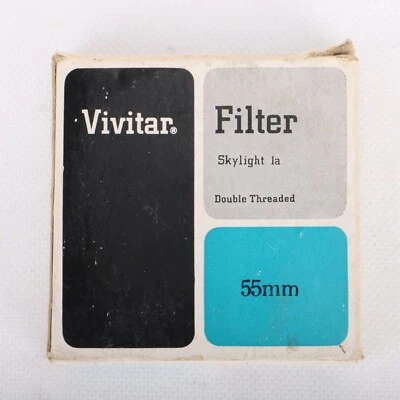 Vivitar®
Filter
Skylight 1a
Double Threaded
55mm